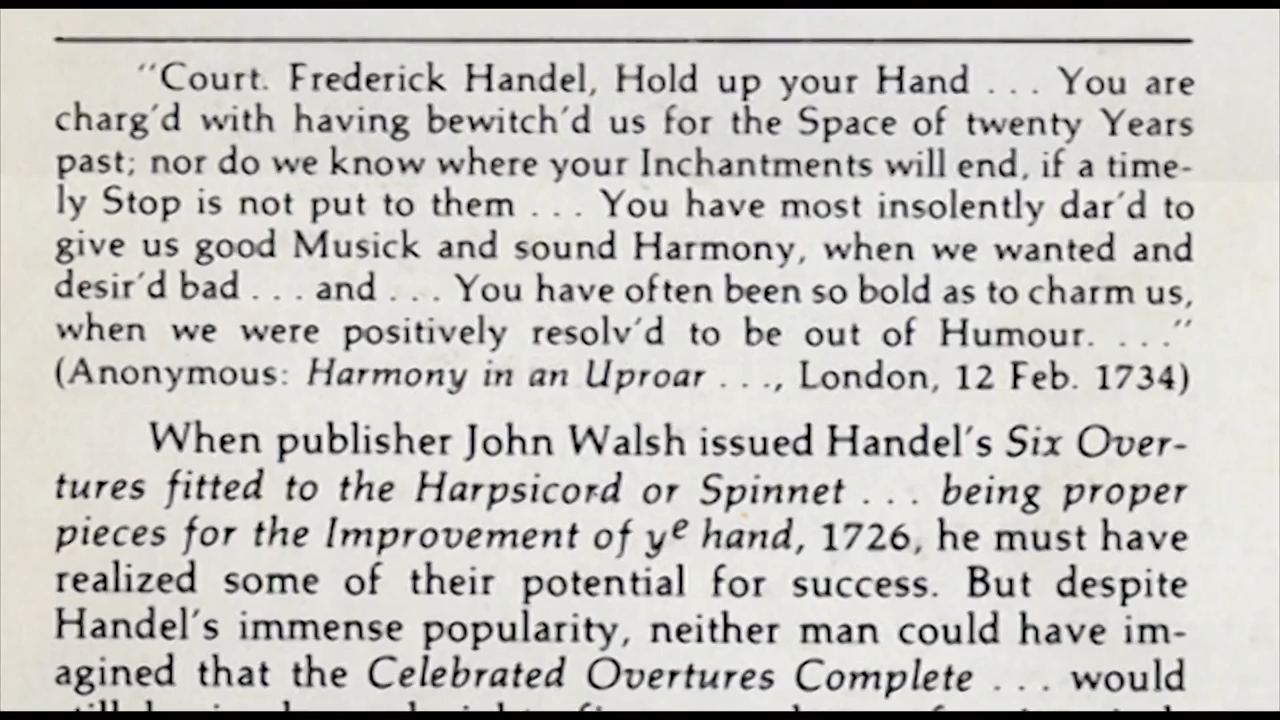 “Court. Frederick Handel, Hold up your Hand . . . You are
charg’d with having bewitch’d us for the Space of twenty Years
past; nor do we know where your Inchantments will end, if a time-
ly Stop is not put to them . . . You have most insolently dar’d to
give us good Musick and sound Harmony, when we wanted and
desir’d bad . . . and . . . You have often been so bold as to charm us,
when we were positively resolv’d to be out of Humour. . . .”
(Anonymous: Harmony in an Uproar . . ., London, 12 Feb. 1734)
When publisher John Walsh issued Handel’s Six Over-
tures fitted to the Harpsicord or Spinnet . . . being proper
pieces for the Improvement of yᵉ hand, 1726, he must have
realized some of their potential for success. But despite
Handel’s immense popularity, neither man could have im-
agined that the Celebrated Overtures Complete . . . would